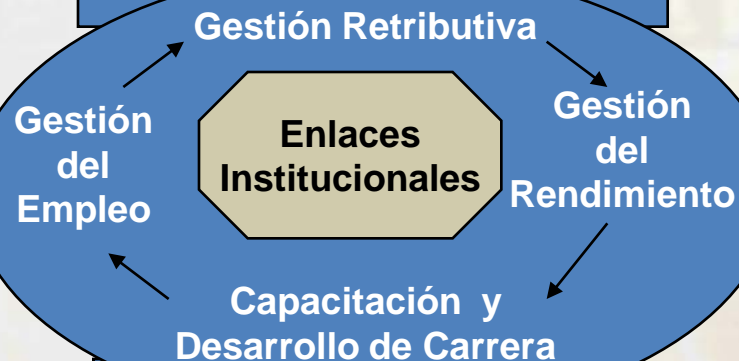 Gestión Retributiva
Gestión
del
Empleo
Enlaces
Institucionales
Gestión
del
Rendimiento
Capacitación y
Desarrollo de Carrera